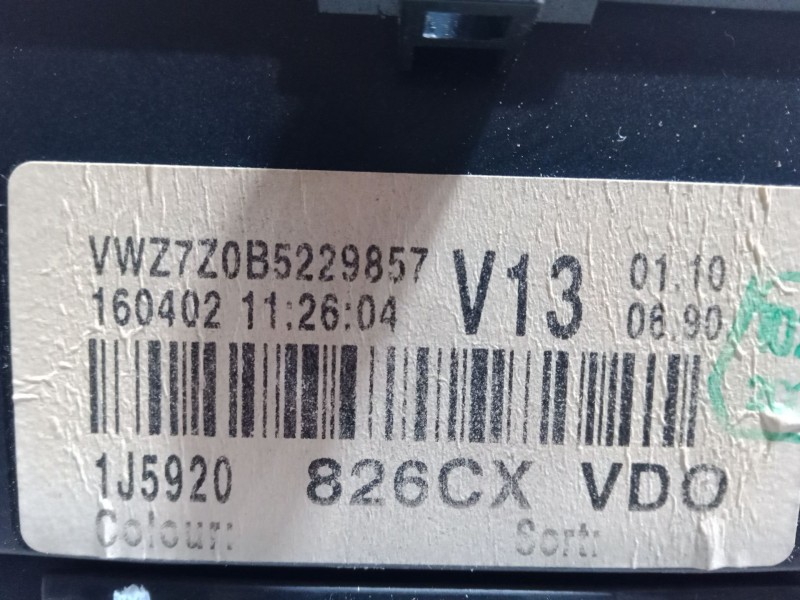 VWZ7Z0B5229857 V13 01.10
160402 11:26:04 06.90
1J5920 826CX VDO
Colour: Sort: